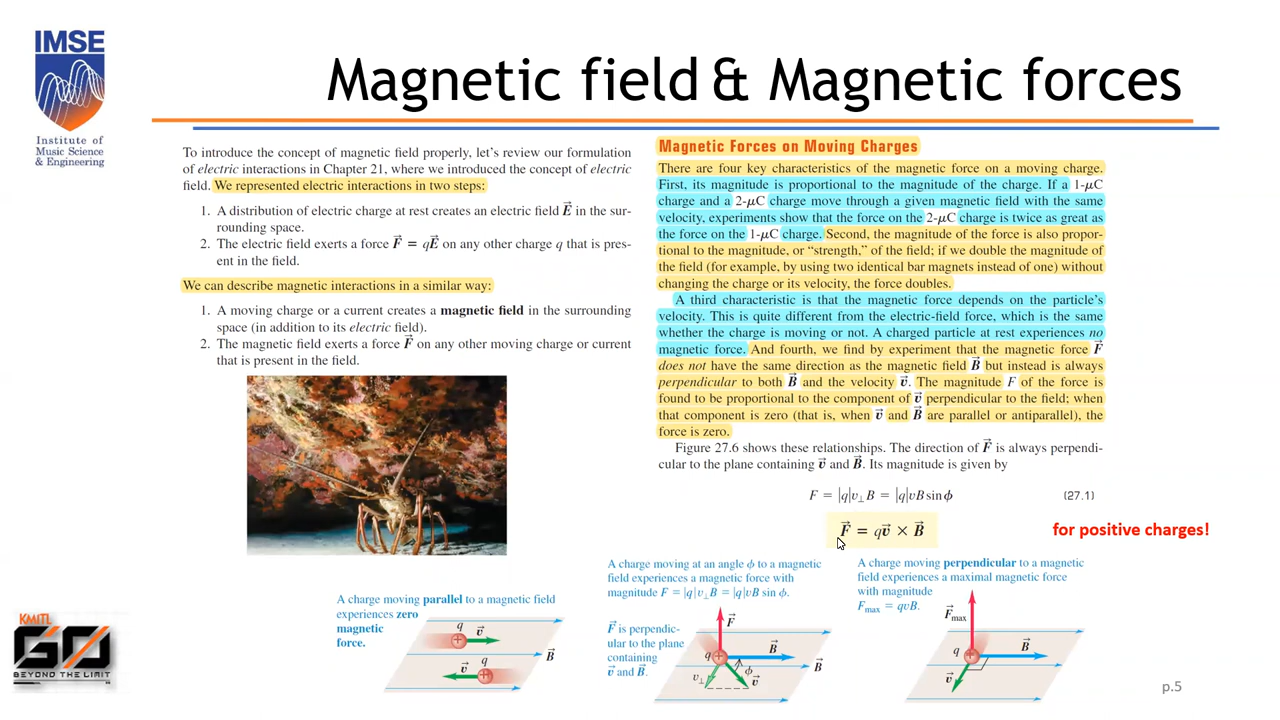 IMSE
Institute of
Music Science
& Engineering
Magnetic field & Magnetic forces
To introduce the concept of magnetic field properly, let's review our formulation
of electric interactions in Chapter 21, where we introduced the concept of electric
field. We represented electric interactions in two steps:
1. A distribution of electric charge at rest creates an electric field E⃗ in the sur-
rounding space.
2. The electric field exerts a force F⃗ = qE⃗ on any other charge q that is pres-
ent in the field.
We can describe magnetic interactions in a similar way:
1. A moving charge or a current creates a magnetic field in the surrounding
space (in addition to its electric field).
2. The magnetic field exerts a force F⃗ on any other moving charge or current
that is present in the field.
Magnetic Forces on Moving Charges
There are four key characteristics of the magnetic force on a moving charge.
First, its magnitude is proportional to the magnitude of the charge. If a 1-μC
charge and a 2-μC charge move through a given magnetic field with the same
velocity, experiments show that the force on the 2-μC charge is twice as great as
the force on the 1-μC charge. Second, the magnitude of the force is also propor-
tional to the magnitude, or “strength,” of the field; if we double the magnitude of
the field (for example, by using two identical bar magnets instead of one) without
changing the charge or its velocity, the force doubles.
A third characteristic is that the magnetic force depends on the particle's
velocity. This is quite different from the electric-field force, which is the same
whether the charge is moving or not. A charged particle at rest experiences no
magnetic force. And fourth, we find by experiment that the magnetic force F⃗
does not have the same direction as the magnetic field B⃗ but instead is always
perpendicular to both B⃗ and the velocity v⃗. The magnitude F of the force is
found to be proportional to the component of v⃗ perpendicular to the field; when
that component is zero (that is, when v⃗ and B⃗ are parallel or antiparallel), the
force is zero.
Figure 27.6 shows these relationships. The direction of F⃗ is always perpendi-
cular to the plane containing v⃗ and B⃗. Its magnitude is given by
F = |q|v⊥B = |q|vB sin ϕ (27.1)
F⃗ = qv⃗ × B⃗
for positive charges!
A charge moving parallel to a magnetic field
experiences zero
magnetic
force.
q
v⃗
q
v⃗
B⃗
A charge moving at an angle ϕ to a magnetic
field experiences a magnetic force with
magnitude F = |q|v⊥B = |q|vB sin ϕ.
F⃗ is perpendic-
ular to the plane
containing
v⃗ and B⃗.
F⃗
q
B⃗
B⃗
ϕ
v⊥
v⃗
A charge moving perpendicular to a magnetic
field experiences a maximal magnetic force
with magnitude
Fmax = qvB.
F⃗max
q
B⃗
v⃗
KMITL
GO
BEYOND THE LIMIT
p.5